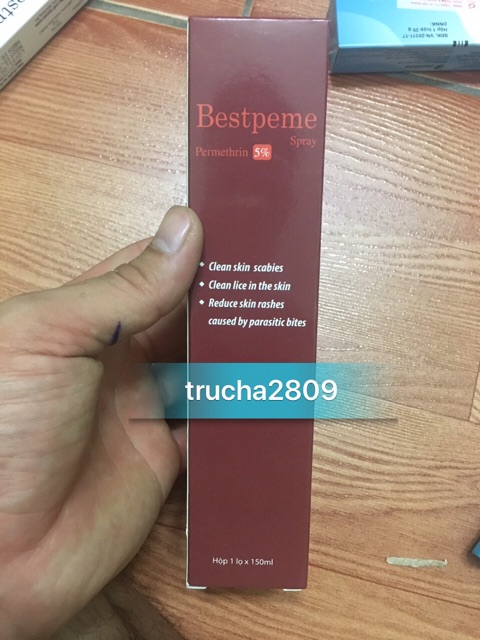 Bestpeme
Spray
Permethrin 5%
Clean skin scabies
Clean lice in the skin
Reduce skin rashes
caused by parasitic bites
trucha2809
Hộp 1 lọ x 150ml